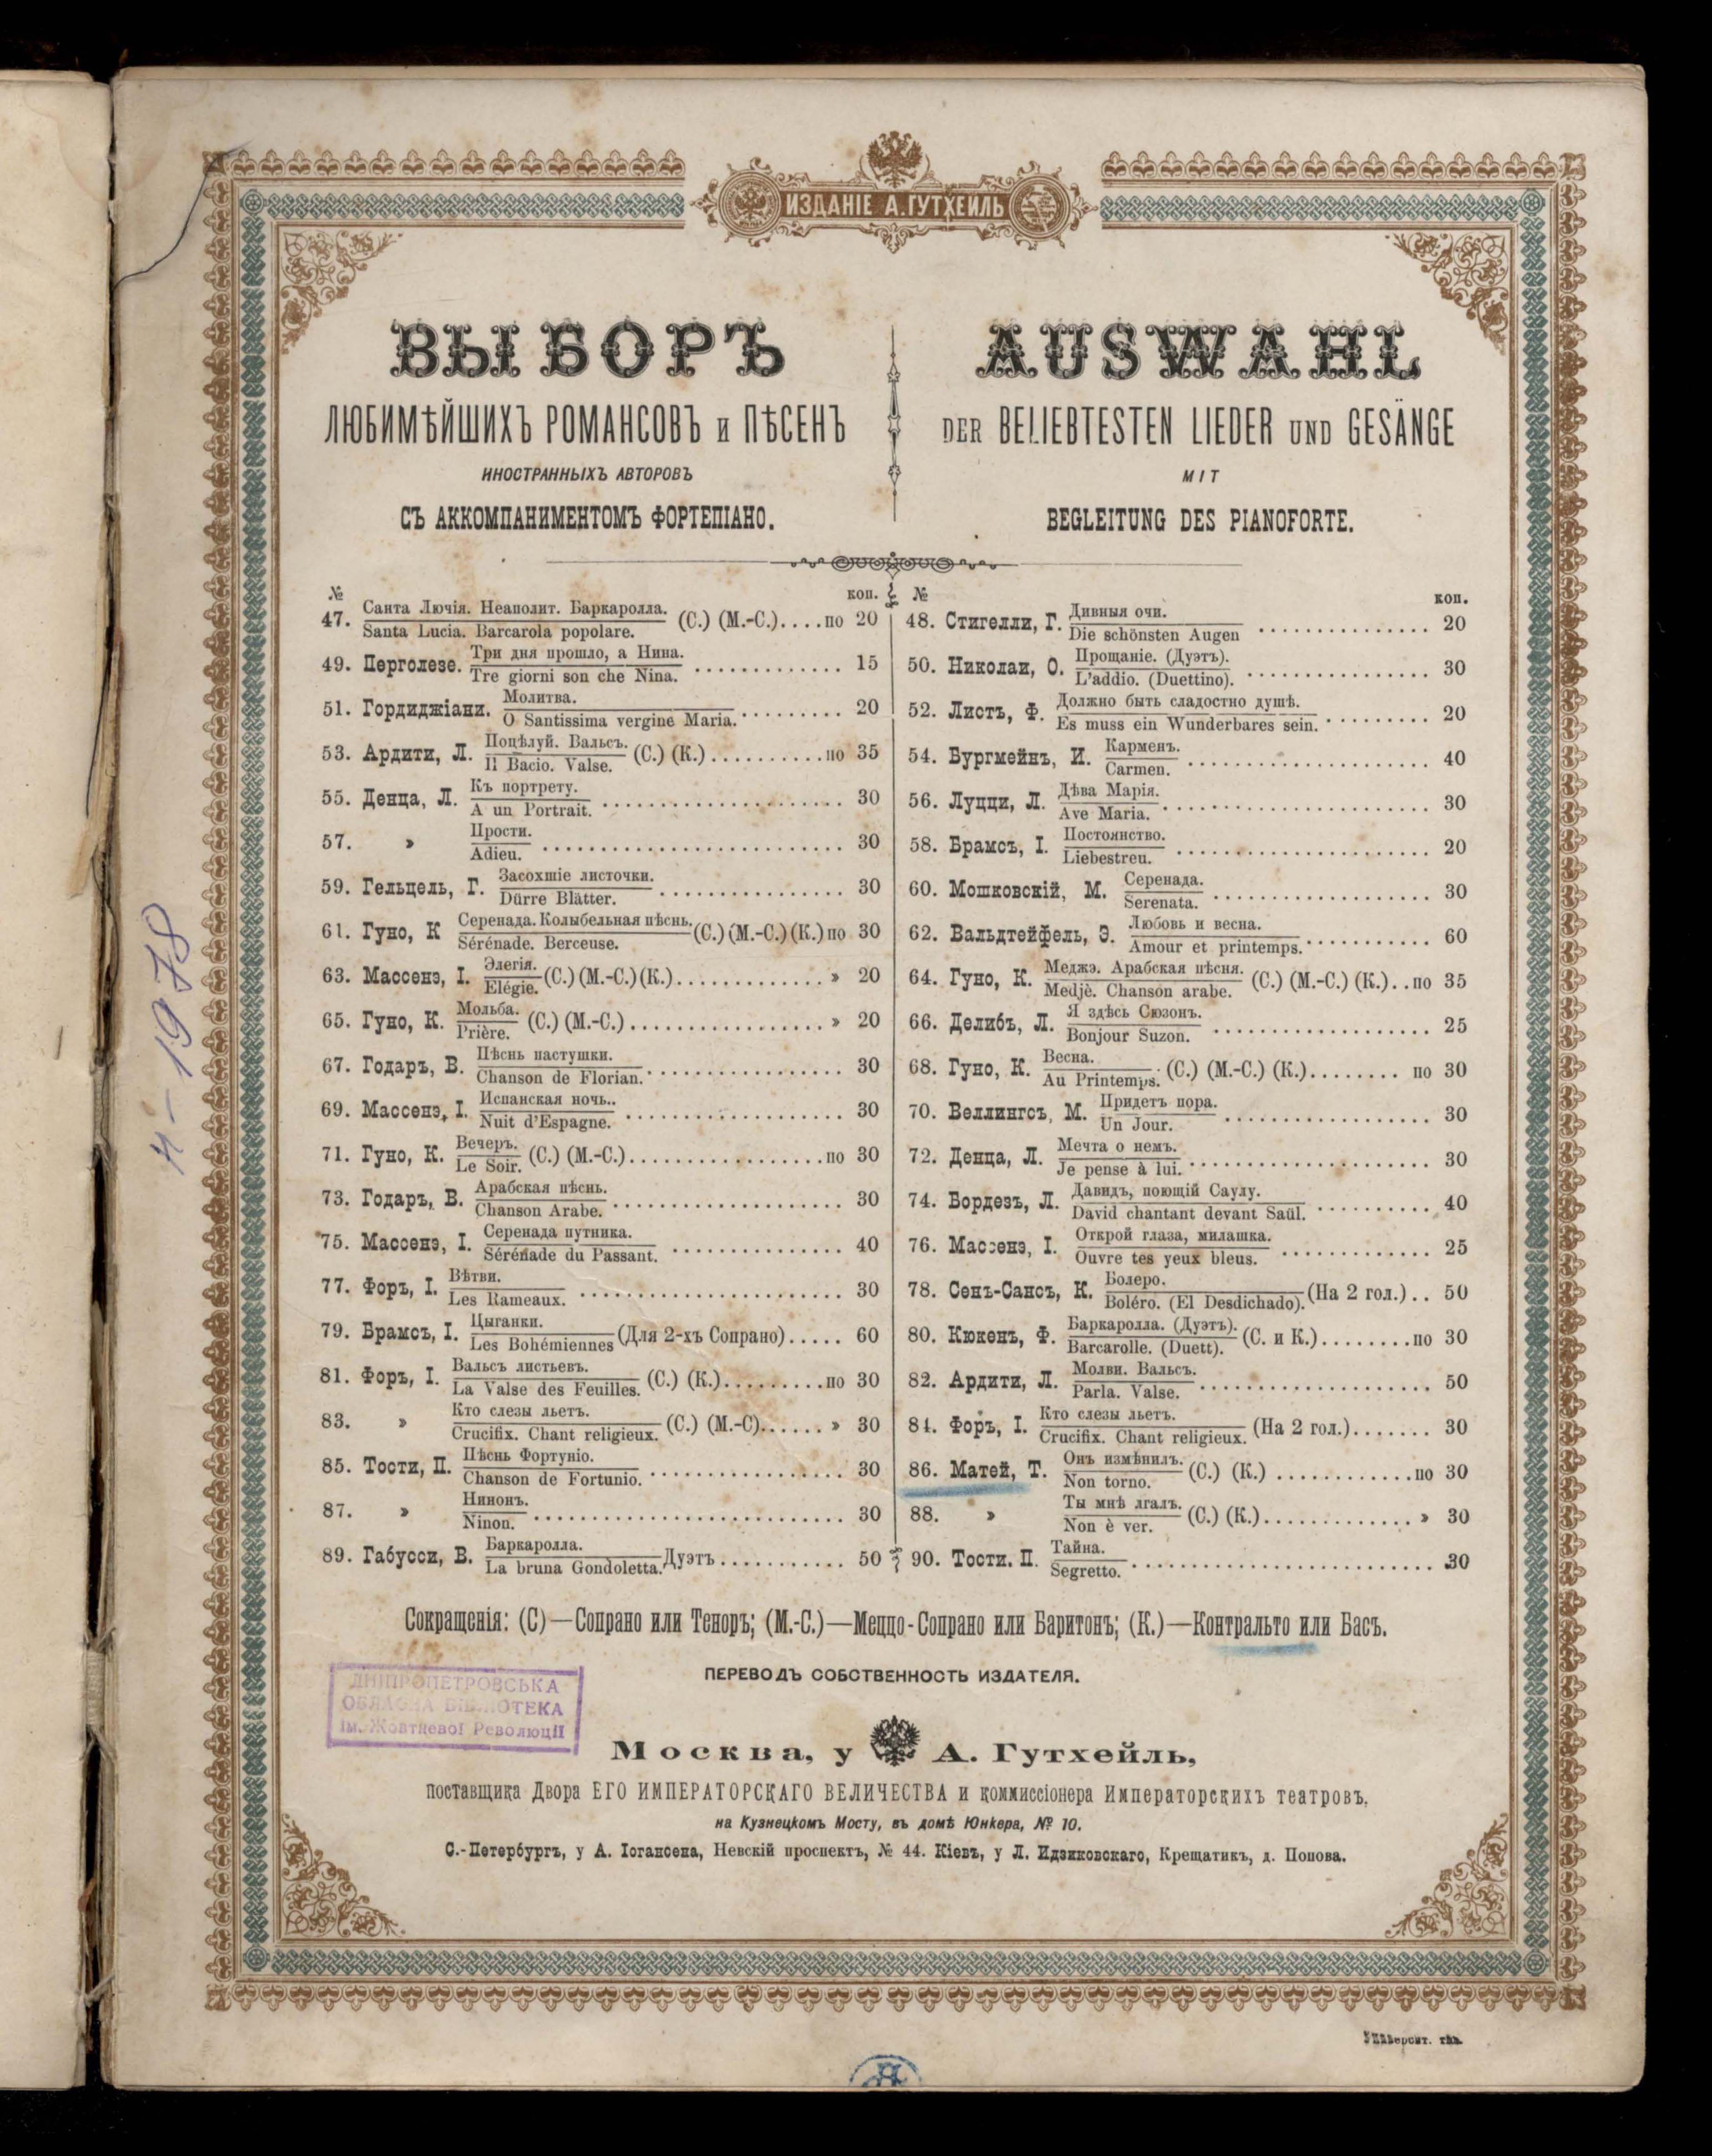 ИЗДАНІЕ А. ГУТХЕЙЛЬ
ВЫБОРЪ
ЛЮБИМѢЙШИХЪ РОМАНСОВЪ и ПѢСЕНЪ
ИНОСТРАННЫХЪ АВТОРОВЪ
СЪ АККОМПАНИМЕНТОМЪ ФОРТЕПІАНО.
AUSWAHL
DER BELIEBTESTEN LIEDER UND GESÄNGE
MIT
BEGLEITUNG DES PIANOFORTE.
№ коп.
47. Санта Лючія. Неаполит. Баркаролла. (С.) (М.-С.)....по 20
Santa Lucia. Barcarola popolare.
49. Перголезе. Три дня прошло, а Нина. 15
Tre giorni son che Nina.
51. Гордиджіани. Молитва. 20
O Santissima vergine Maria.
53. Ардити, Л. Поцѣлуй. Вальсъ. (С.) (К.) по 35
Il Bacio. Valse.
55. Денца, Л. Къ портрету. 30
A un Portrait.
57. » Прости. 30
Adieu.
59. Гельцель, Г. Засохшіе листочки. 30
Dürre Blätter.
61. Гуно, К Серенада. Колыбельная пѣснь. (С.) (М.-С.) (К.) по 30
Sérénade. Berceuse.
63. Массенэ, І. Элегія. (С.) (М.-С.) (К.) » 20
Elégie.
65. Гуно, К. Мольба. (С.) (М.-С.) » 20
Prière.
67. Годаръ, В. Пѣснь пастушки. 30
Chanson de Florian.
69. Массенэ, І. Испанская ночь.. 30
Nuit d'Espagne.
71. Гуно, К. Вечеръ. (С.) (М.-С.) по 30
Le Soir.
73. Годаръ, В. Арабская пѣснь. 30
Chanson Arabe.
75. Массенэ, І. Серенада путника. 40
Sérénade du Passant.
77. Форъ, І. Вѣтви. 30
Les Rameaux.
79. Брамсъ, І. Цыганки. (Для 2-хъ Сопрано) 60
Les Bohémiennes
81. Форъ, І. Вальсъ листьевъ. (С.) (К.) по 30
La Valse des Feuilles.
83. » Кто слезы льетъ. (С.) (М.-С) » 30
Crucifix. Chant religieux.
85. Тости, П. Пѣснь Фортуніо. 30
Chanson de Fortunio.
87. » Нинонъ. 30
Ninon.
89. Габусси, В. Баркаролла. Дуэтъ 50
La bruna Gondoletta.
№ коп.
48. Стигелли, Г. Дивныя очи. 20
Die schönsten Augen
50. Николаи, О. Прощаніе. (Дуэтъ). 30
L'addio. (Duettino).
52. Листъ, Ф. Должно быть сладостно душѣ. 20
Es muss ein Wunderbares sein.
54. Бургмейнъ, И. Карменъ. 40
Carmen.
56. Луцци, Л. Дѣва Марія. 30
Ave Maria.
58. Брамсъ, І. Постоянство. 20
Liebestreu.
60. Мошковскій, М. Серенада. 30
Serenata.
62. Вальдтейфель, Э. Любовь и весна. 60
Amour et printemps.
64. Гуно, К. Меджэ. Арабская пѣсня. (С.) (М.-С.) (К.)..по 35
Medjè. Chanson arabe.
66. Делибъ, Л. Я здѣсь Сюзонъ. 25
Bonjour Suzon.
68. Гуно, К. Весна. (С.) (М.-С.) (К.) по 30
Au Printemps.
70. Веллингсъ, М. Придетъ пора. 30
Un Jour.
72. Денца, Л. Мечта о немъ. 30
Je pense à lui.
74. Бордезъ, Л. Давидъ, поющій Саулу. 40
David chantant devant Saül.
76. Массенэ, І. Открой глаза, милашка. 25
Ouvre tes yeux bleus.
78. Сенъ-Сансъ, К. Болеро. (На 2 гол.).. 50
Boléro. (El Desdichado).
80. Кюкенъ, Ф. Баркаролла. (Дуэтъ). (С. и К.) по 30
Barcarolle. (Duett).
82. Ардити, Л. Молви. Вальсъ. 50
Parla. Valse.
84. Форъ, І. Кто слезы льетъ. (На 2 гол.) 30
Crucifix. Chant religieux.
86. Матей, Т. Онъ измѣнилъ. (С.) (К.) по 30
Non torno.
88. » Ты мнѣ лгалъ. (С.) (К.) » 30
Non è ver.
90. Тости. П. Тайна. 30
Segretto.
Сокращенія: (С)—Сопрано или Теноръ; (М.-С.)—Меццо-Сопрано или Баритонъ; (К.)—Контральто или Басъ.
ПЕРЕВОДЪ СОБСТВЕННОСТЬ ИЗДАТЕЛЯ.
ДНІПРОПЕТРОВСЬКА
ОБЛАСНА БІБЛІОТЕКА
ім. Жовтневої Революції
Москва, у А. Гутхейль,
поставщика Двора ЕГО ИМПЕРАТОРСКАГО ВЕЛИЧЕСТВА и коммиссіонера Императорскихъ театровъ,
на Кузнецкомъ Мосту, въ домѣ Юнкера, № 10.
С.-Петербургъ, у А. Іогансена, Невскій проспектъ, № 44. Кіевъ, у Л. Идзиковскаго, Крещатикъ, д. Попова.
Университ. тип.
Н-1978